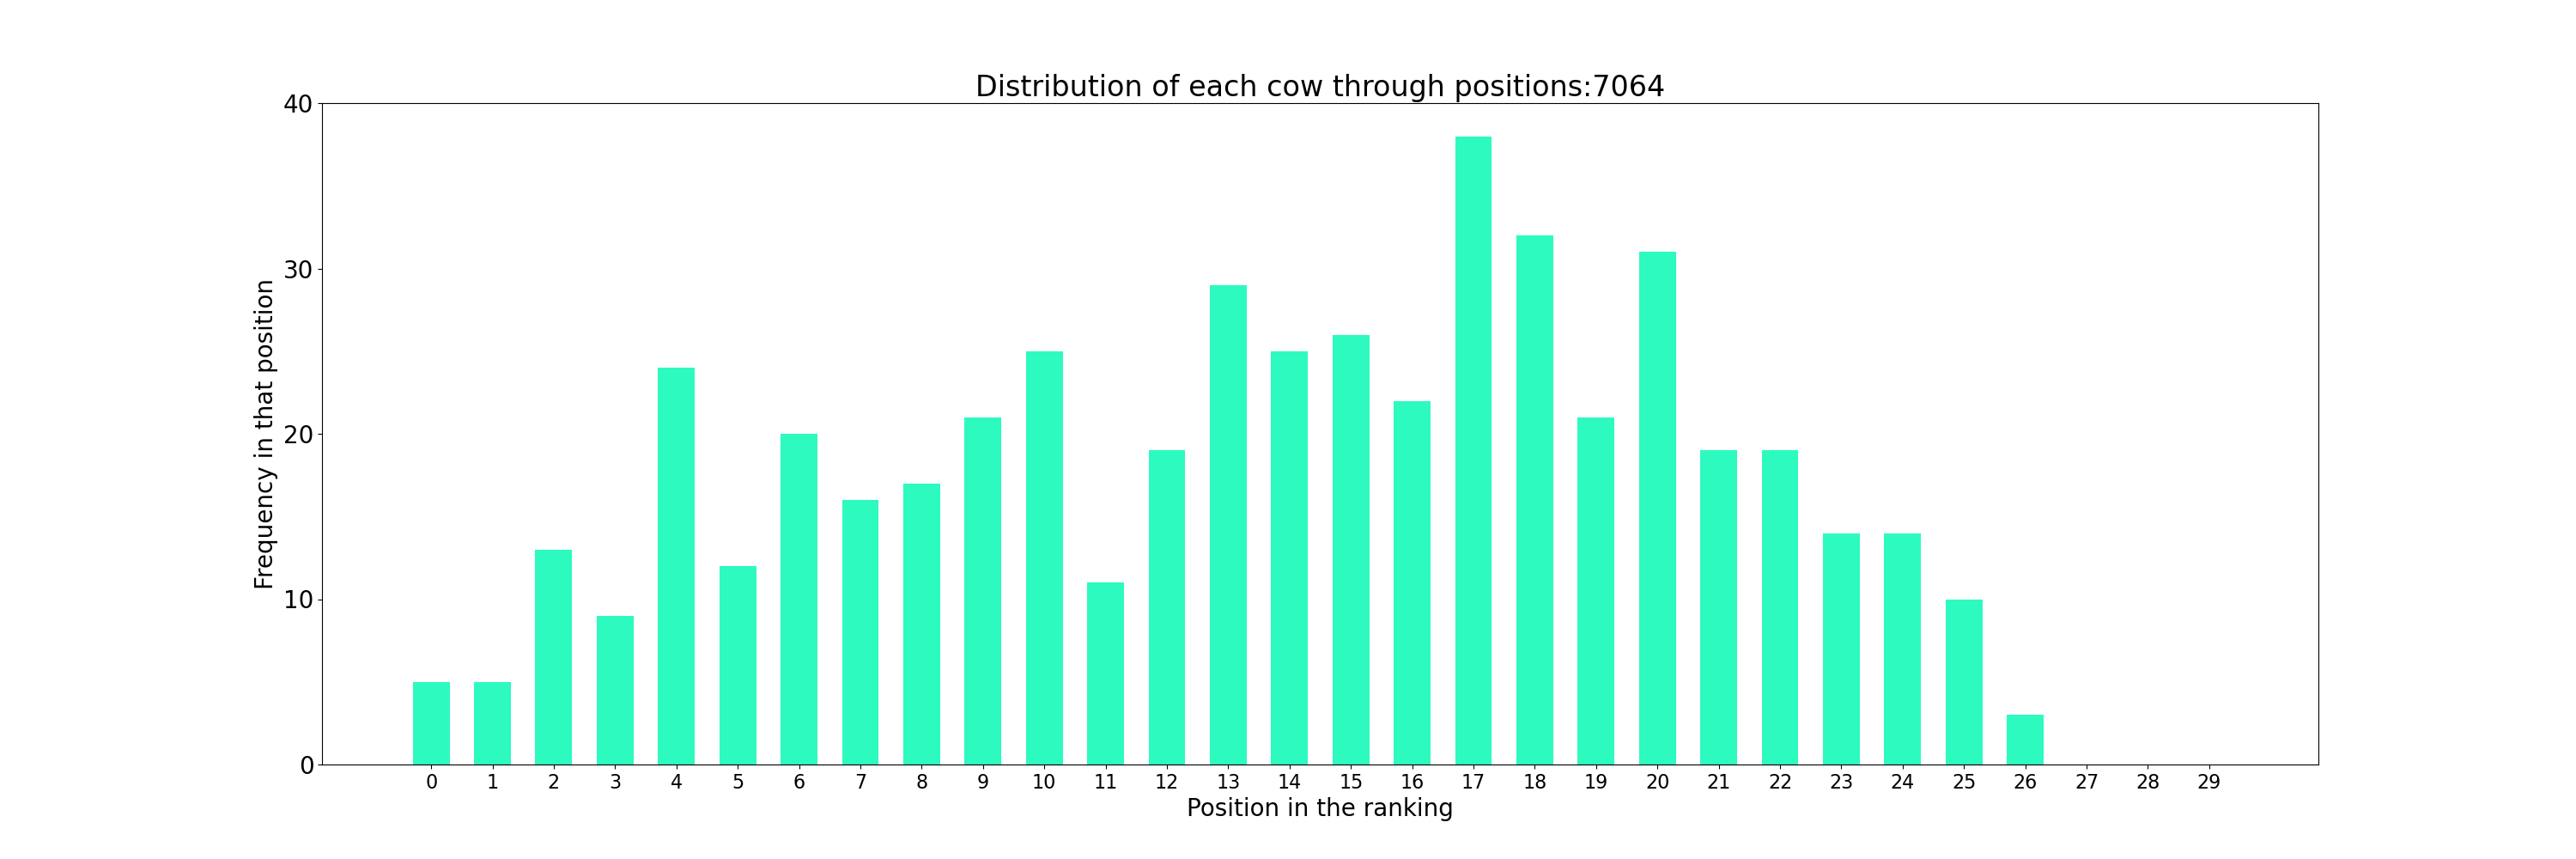 Distribution of each cow through positions:7064
40
30
20
10
0
Frequency in that position
0 1 2 3 4 5 6 7 8 9 10 11 12 13 14 15 16 17 18 19 20 21 22 23 24 25 26 27 28 29
Position in the ranking